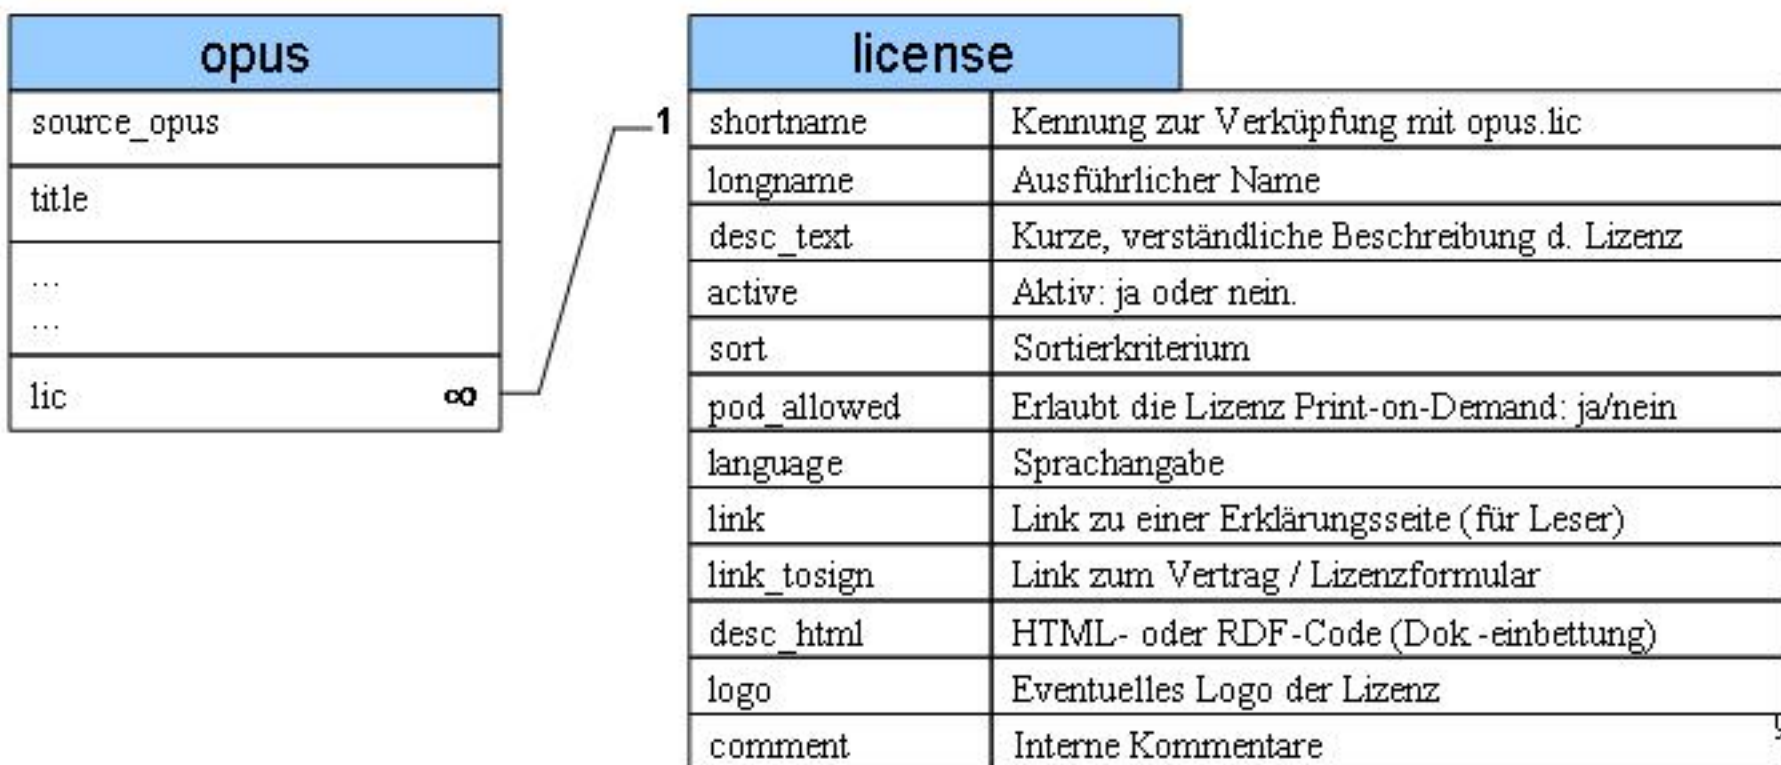 opus
source_opus
title
...
...
lic ∞
license
1 shortname Kennung zur Verküpfung mit opus.lic
longname Ausführlicher Name
desc_text Kurze, verständliche Beschreibung d. Lizenz
active Aktiv: ja oder nein.
sort Sortierkriterium
pod_allowed Erlaubt die Lizenz Print-on-Demand: ja/nein
language Sprachangabe
link Link zu einer Erklärungsseite (für Leser)
link_tosign Link zum Vertrag / Lizenzformular
desc_html HTML- oder RDF-Code (Dok.-einbettung)
logo Eventuelles Logo der Lizenz
comment Interne Kommentare